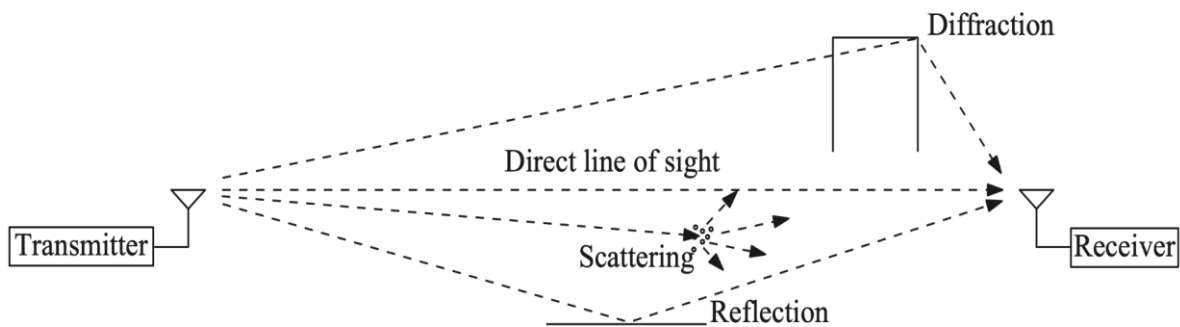 Diffraction
Direct line of sight
Transmitter
Scattering
Receiver
Reflection